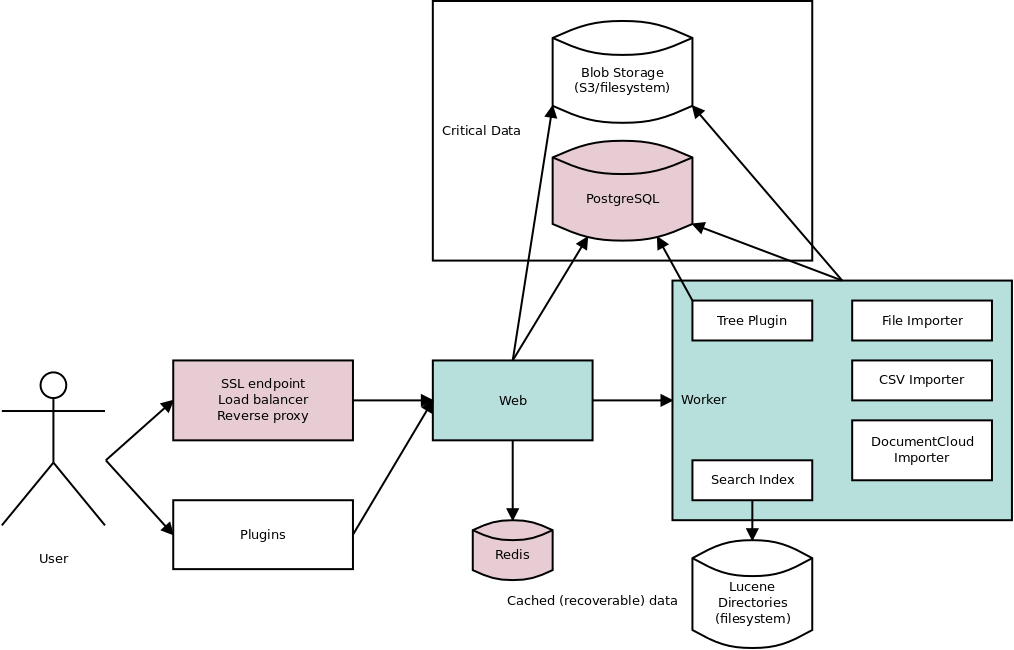 Blob Storage
(S3/filesystem)
Critical Data
PostgreSQL
Tree Plugin
File Importer
SSL endpoint
Load balancer
Reverse proxy
Web
Worker
CSV Importer
DocumentCloud
Importer
Search Index
Plugins
User
Redis
Cached (recoverable) data
Lucene
Directories
(filesystem)